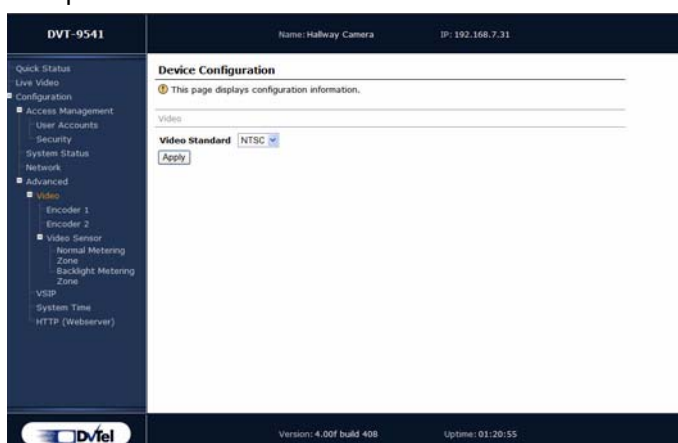 DVT-9541
Name: Hallway Camera
IP: 192.168.7.31
Quick Status
Live Video
Configuration
Access Management
User Accounts
Security
System Status
Network
Advanced
Video
Encoder 1
Encoder 2
Video Sensor
Normal Metering
Zone
Backlight Metering
Zone
VSIP
System Time
HTTP (Webserver)
Device Configuration
This page displays configuration information.
Video
Video Standard NTSC
Apply
DVTel
Version: 4.00f build 408
Uptime: 01:20:55